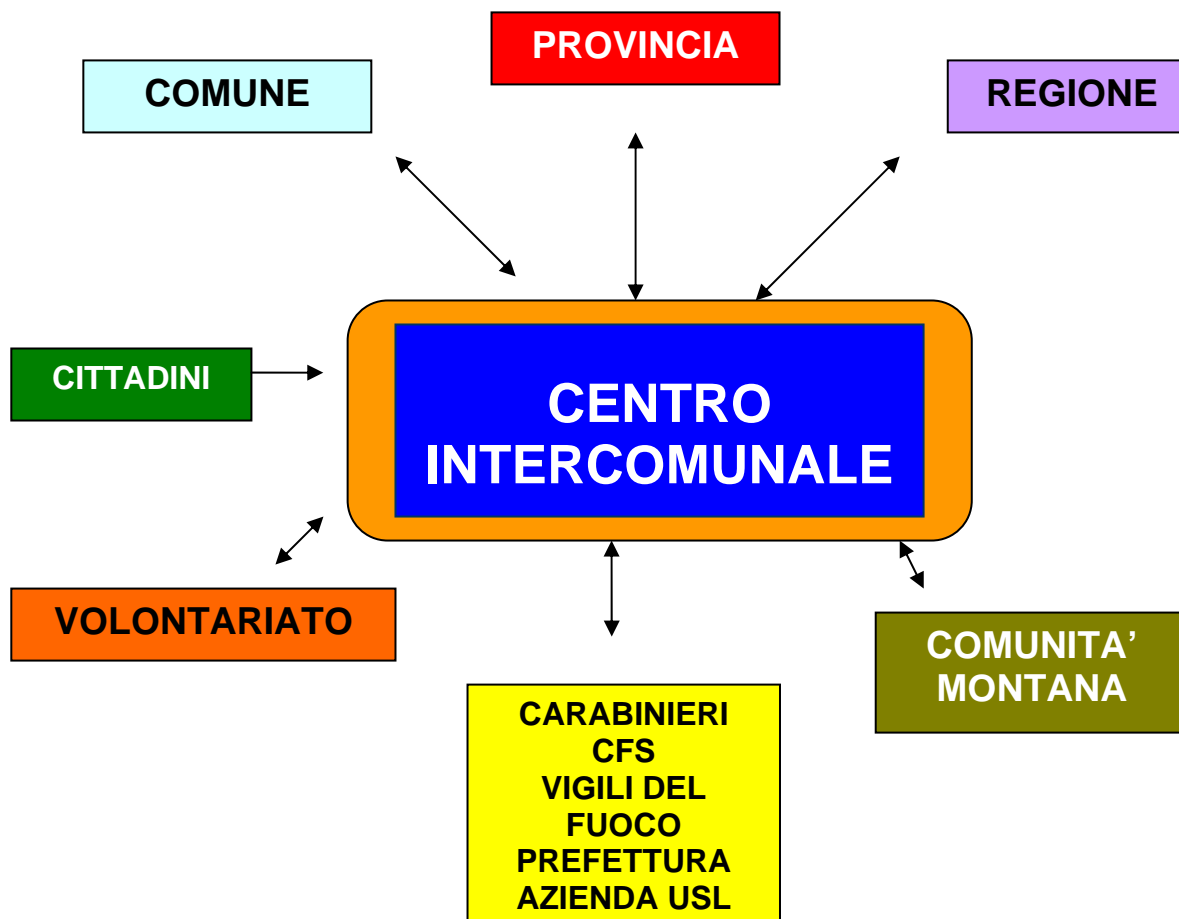 PROVINCIA
COMUNE
REGIONE
CITTADINI
CENTRO
INTERCOMUNALE
VOLONTARIATO
COMUNITA’
MONTANA
CARABINIERI
CFS
VIGILI DEL
FUOCO
PREFETTURA
AZIENDA USL